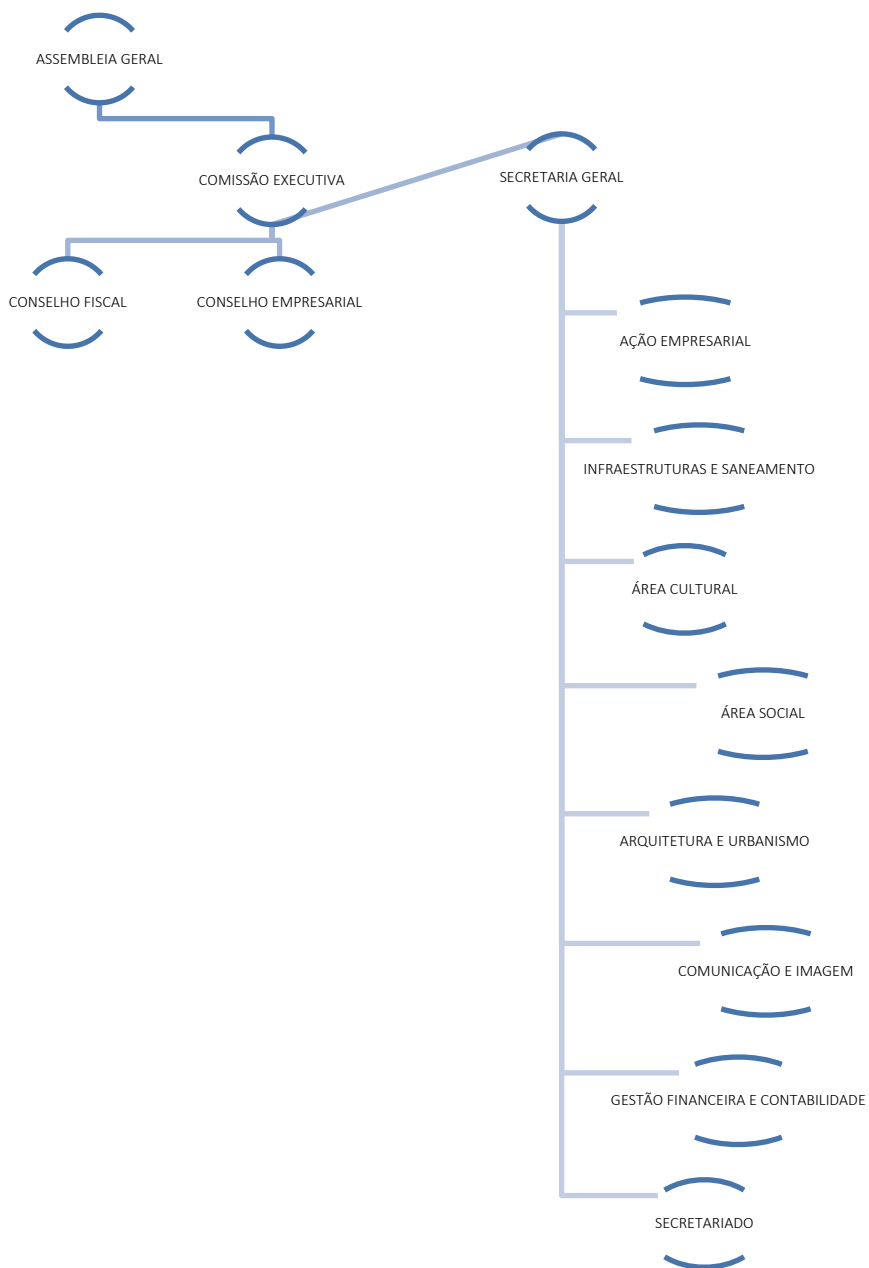 ASSEMBLEIA GERAL
COMISSÃO EXECUTIVA
SECRETARIA GERAL
CONSELHO FISCAL
CONSELHO EMPRESARIAL
AÇÃO EMPRESARIAL
INFRAESTRUTURAS E SANEAMENTO
ÁREA CULTURAL
ÁREA SOCIAL
ARQUITETURA E URBANISMO
COMUNICAÇÃO E IMAGEM
GESTÃO FINANCEIRA E CONTABILIDADE
SECRETARIADO